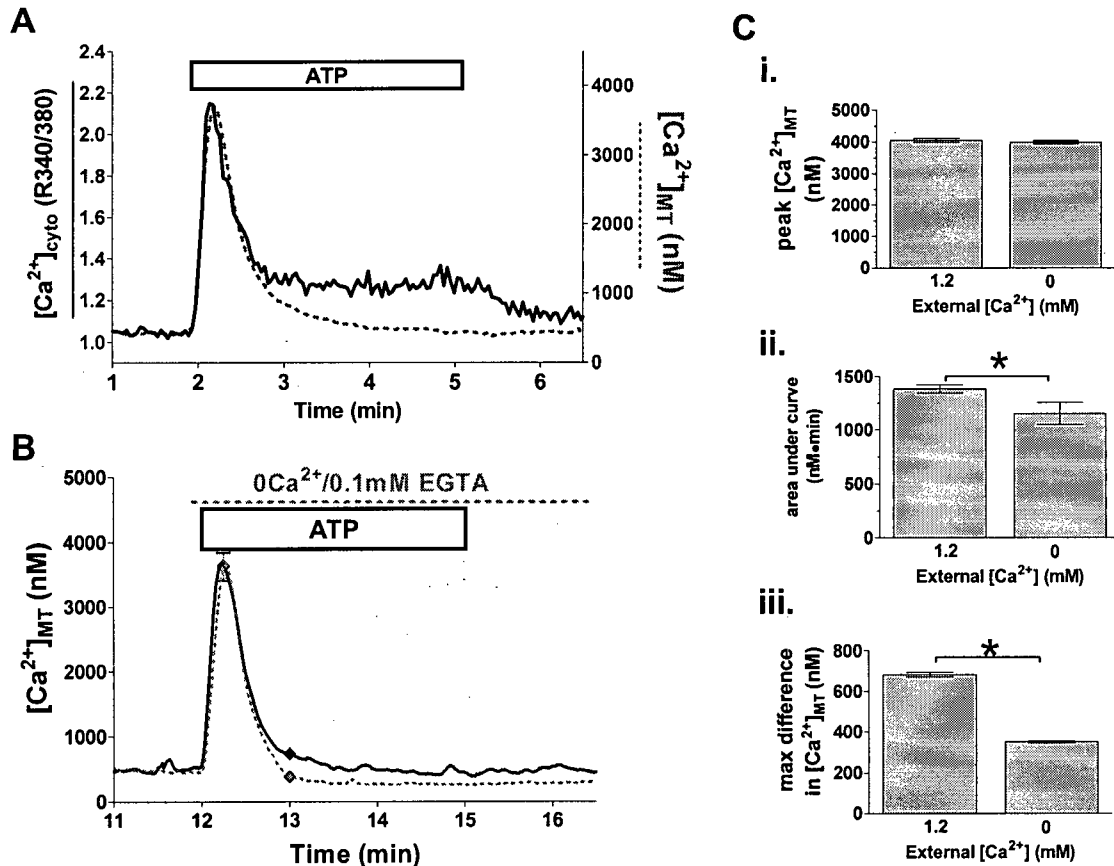 A
2.4
2.2
2.0
1.8
1.6
1.4
1.2
1.0
[Ca2+]cyto (R340/380)
ATP
4000
3000
2000
1000
0
[Ca2+]MT (nM)
1 2 3 4 5 6
Time (min)
B
5000
4000
3000
2000
1000
0
[Ca2+]MT (nM)
0Ca2+/0.1mM EGTA
ATP
11 12 13 14 15 16
Time (min)
C
i.
peak [Ca2+]MT
(nM)
5000
4000
3000
2000
1000
0
1.2 0
External [Ca2+] (mM)
ii.
area under curve
(nM•min)
1500
1000
500
0
*
1.2 0
External [Ca2+] (mM)
iii.
max difference
in [Ca2+]MT (nM)
800
600
400
200
0
*
1.2 0
External [Ca2+] (mM)